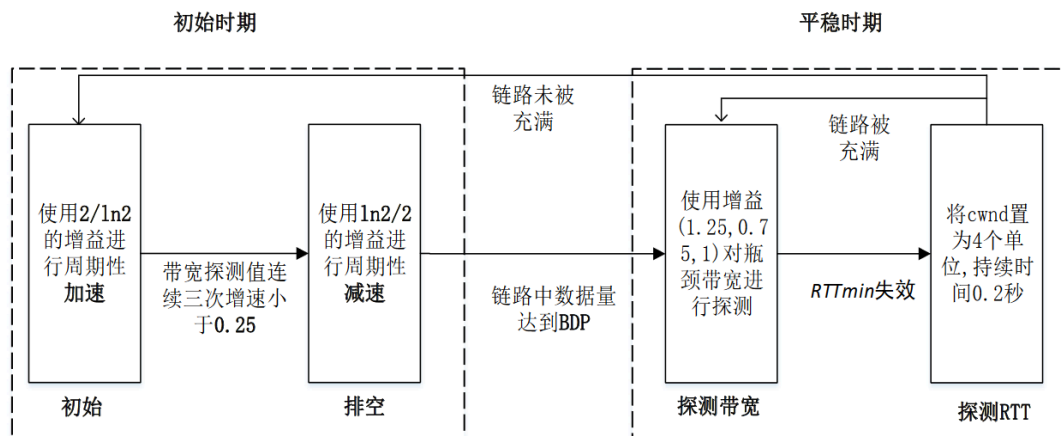 初始时期
平稳时期
链路未被
充满
链路被
充满
使用2/ln2
的增益进
行周期性
加速
带宽探测值连
续三次增速小
于0.25
使用ln2/2
的增益进
行周期性
减速
链路中数据量
达到BDP
使用增益
(1.25,0.7
5,1)对瓶
颈带宽进
行探测
RTTmin失效
将cwnd置
为4个单
位,持续时
间0.2秒
初始
排空
探测带宽
探测RTT